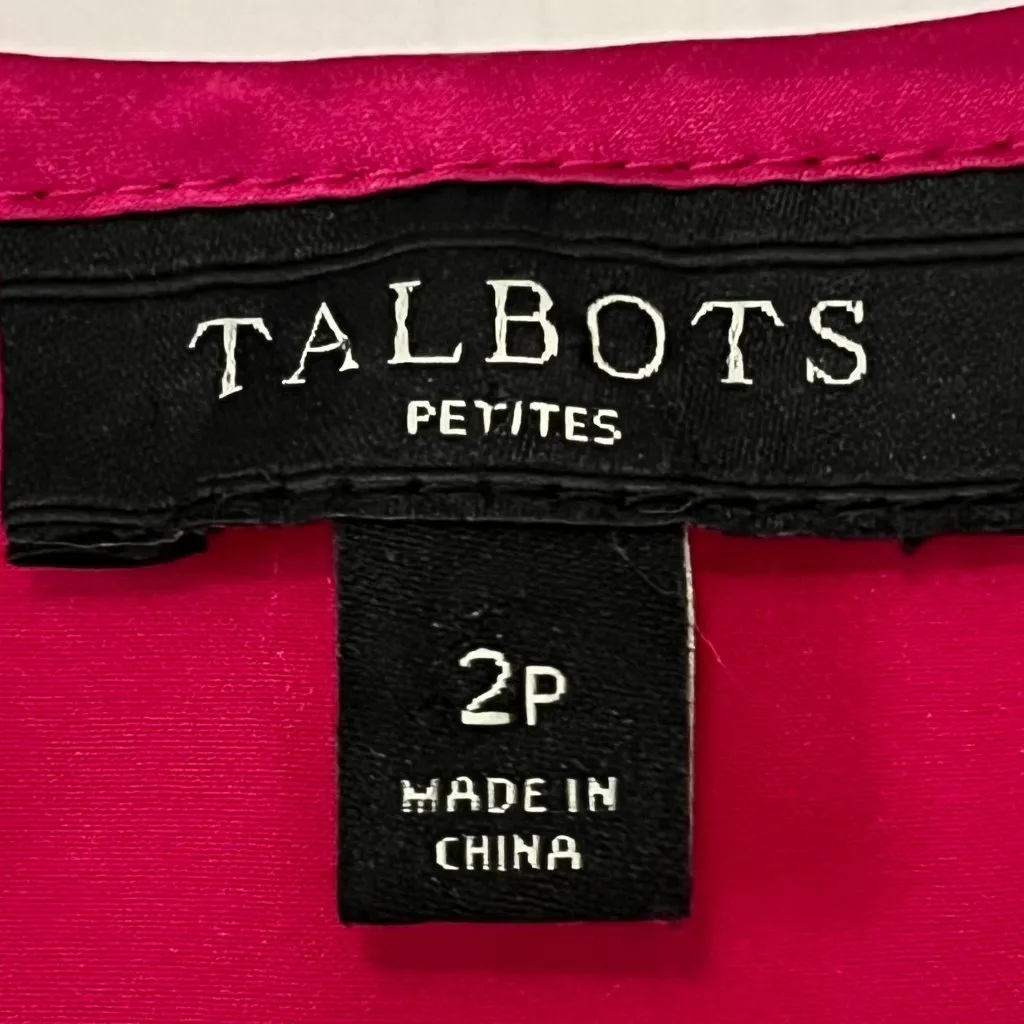 TALBOTS
PETITES
2P
MADE IN
CHINA